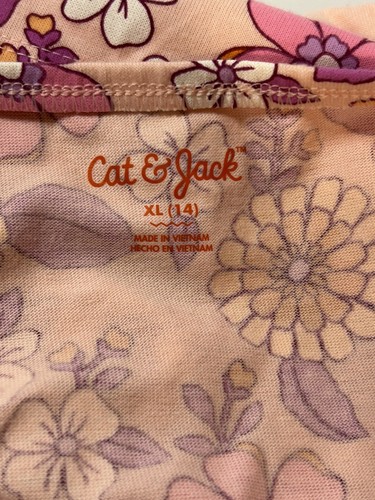 Cat & Jack™
XL (14)
MADE IN VIETNAM
HECHO EN VIETNAM